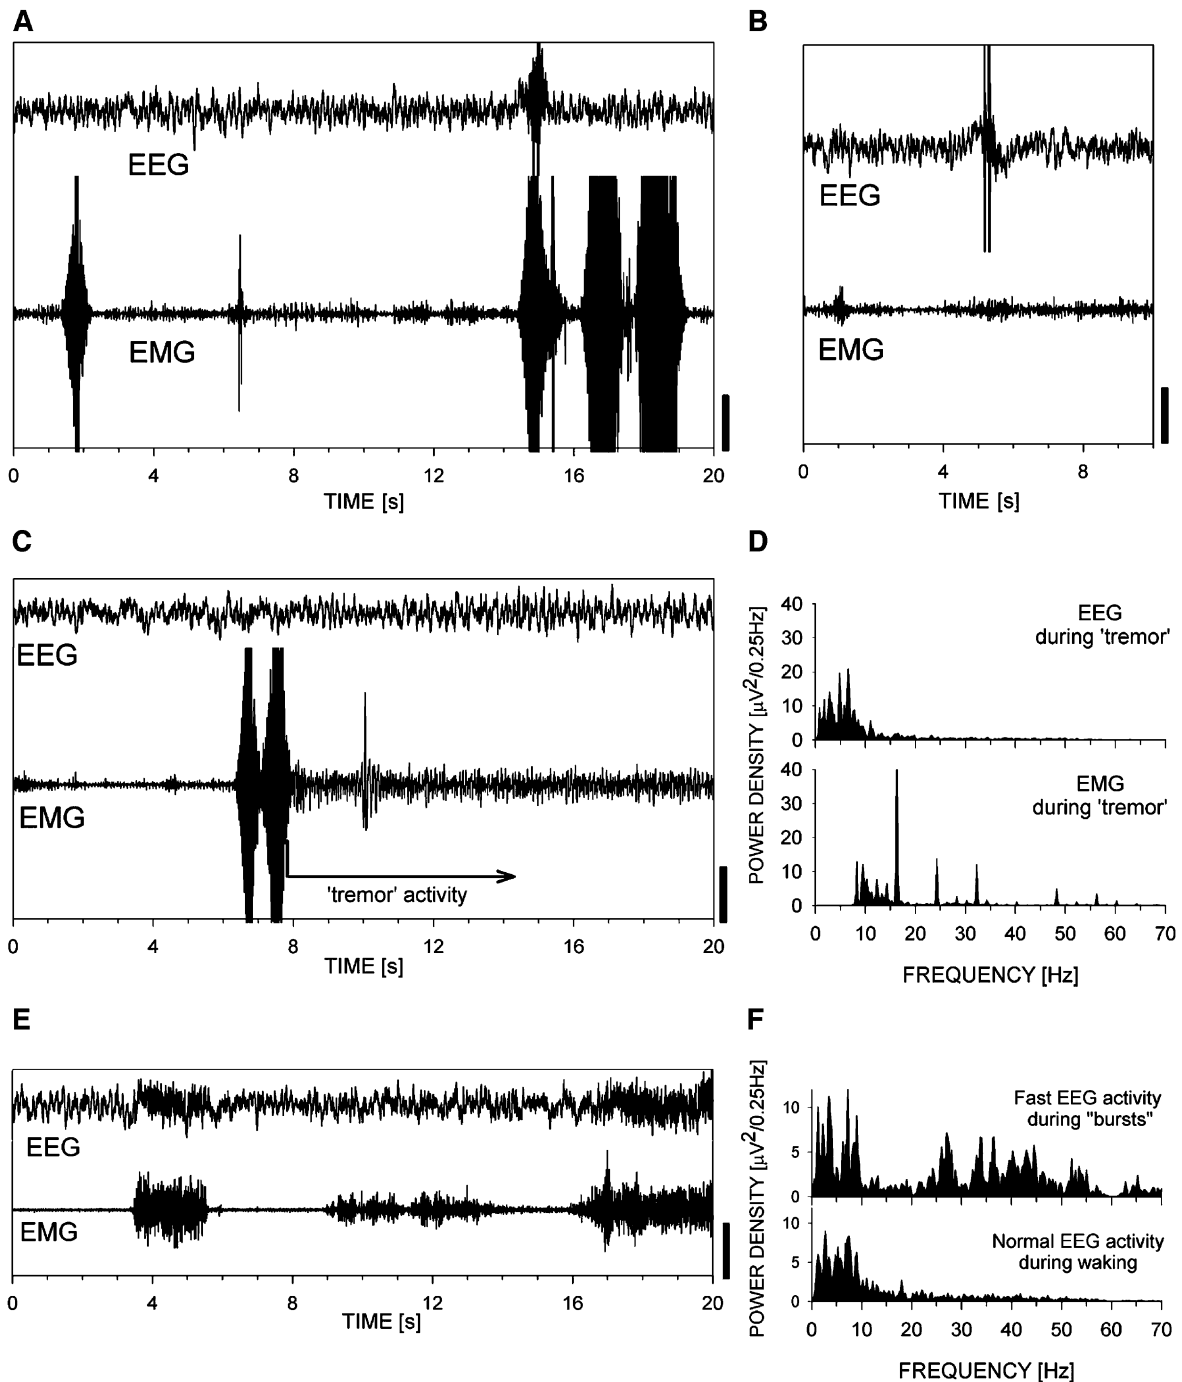 A
EEG
EMG
0 4 8 12 16 20
TIME [s]
B
EEG
EMG
0 4 8
TIME [s]
C
EEG
EMG
'tremor' activity
0 4 8 12 16 20
TIME [s]
D
POWER DENSITY [μV²/0.25Hz]
40
30
20
10
0
EEG
during 'tremor'
40
30
20
10
0
EMG
during 'tremor'
0 10 20 30 40 50 60 70
FREQUENCY [Hz]
E
EEG
EMG
0 4 8 12 16 20
TIME [s]
F
POWER DENSITY [μV²/0.25Hz]
10
5
0
Fast EEG activity
during "bursts"
10
5
0
Normal EEG activity
during waking
0 10 20 30 40 50 60 70
FREQUENCY [Hz]